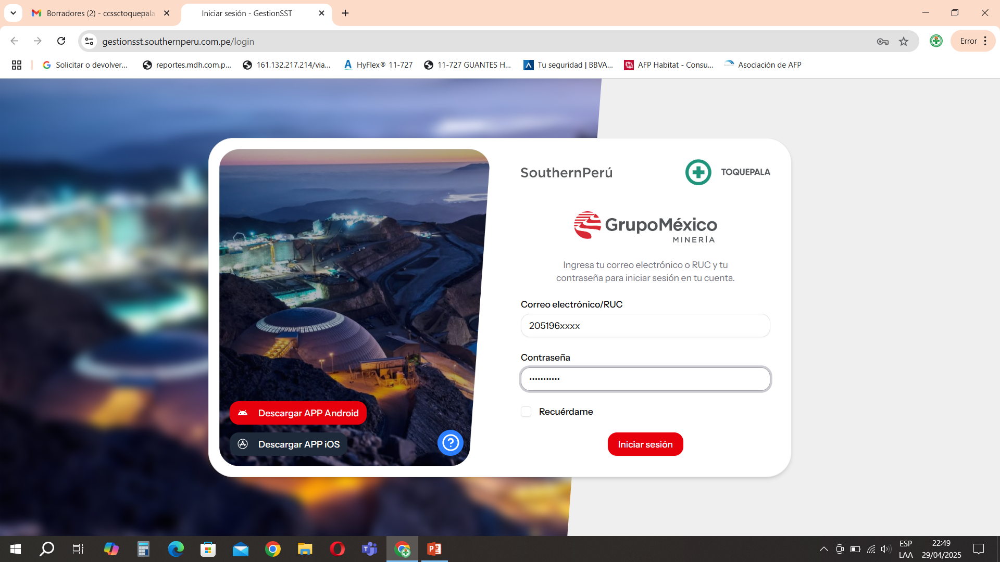 Borradores (2) - ccssctoquepala
Iniciar sesión - GestionSST
gestionsst.southernperu.com.pe/login
Error
Solicitar o devolver...
reportes.mdh.com.p...
161.132.217.214/via...
HyFlex® 11-727
11-727 GUANTES H...
Tu seguridad | BBVA...
AFP Habitat - Consu...
Asociación de AFP
SouthernPerú
TOQUEPALA
GrupoMéxico
MINERÍA
Ingresa tu correo electrónico o RUC y tu
contraseña para iniciar sesión en tu cuenta.
Correo electrónico/RUC
205196xxxx
Contraseña
Recuérdame
Iniciar sesión
Descargar APP Android
Descargar APP iOS
ESP
LAA
22:49
29/04/2025